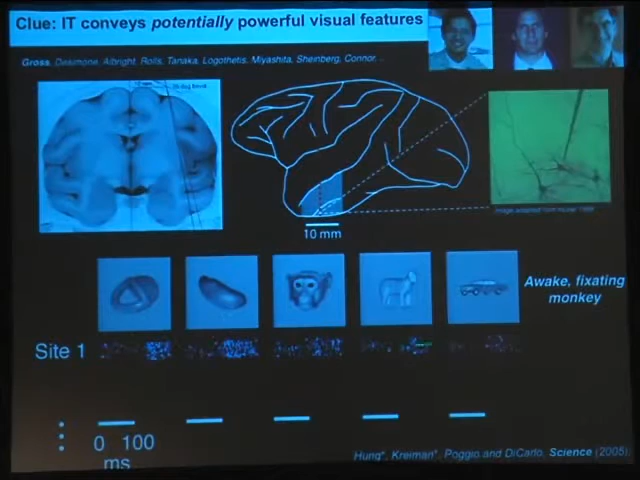 Clue: IT conveys potentially powerful visual features
Gross, Desimone, Albright, Rolls, Tanaka, Logothetis, Miyashita, Sheinberg, Connor...
10 mm
Awake, fixating
monkey
Site 1
0 100
ms
Hung*, Kreiman*, Poggio and DiCarlo, Science (2005)